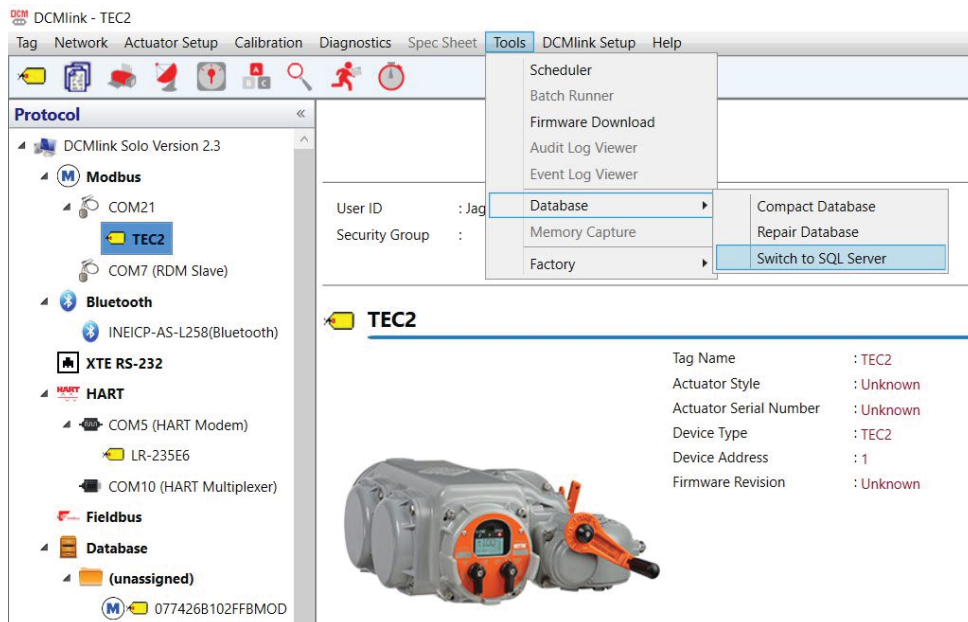 DCM DCMlink - TEC2
Tag Network Actuator Setup Calibration Diagnostics Spec Sheet Tools DCMlink Setup Help
Protocol «
DCMlink Solo Version 2.3
M Modbus
COM21
TEC2
COM7 (RDM Slave)
Bluetooth
INEICP-AS-L258(Bluetooth)
XTE RS-232
HART HART
COM5 (HART Modem)
LR-235E6
COM10 (HART Multiplexer)
Fieldbus
Database
(unassigned)
M 077426B102FFBMOD
Scheduler
Batch Runner
Firmware Download
Audit Log Viewer
Event Log Viewer
Database
Memory Capture
Factory
Compact Database
Repair Database
Switch to SQL Server
User ID : Jag
Security Group :
TEC2
Tag Name : TEC2
Actuator Style : Unknown
Actuator Serial Number : Unknown
Device Type : TEC2
Device Address : 1
Firmware Revision : Unknown